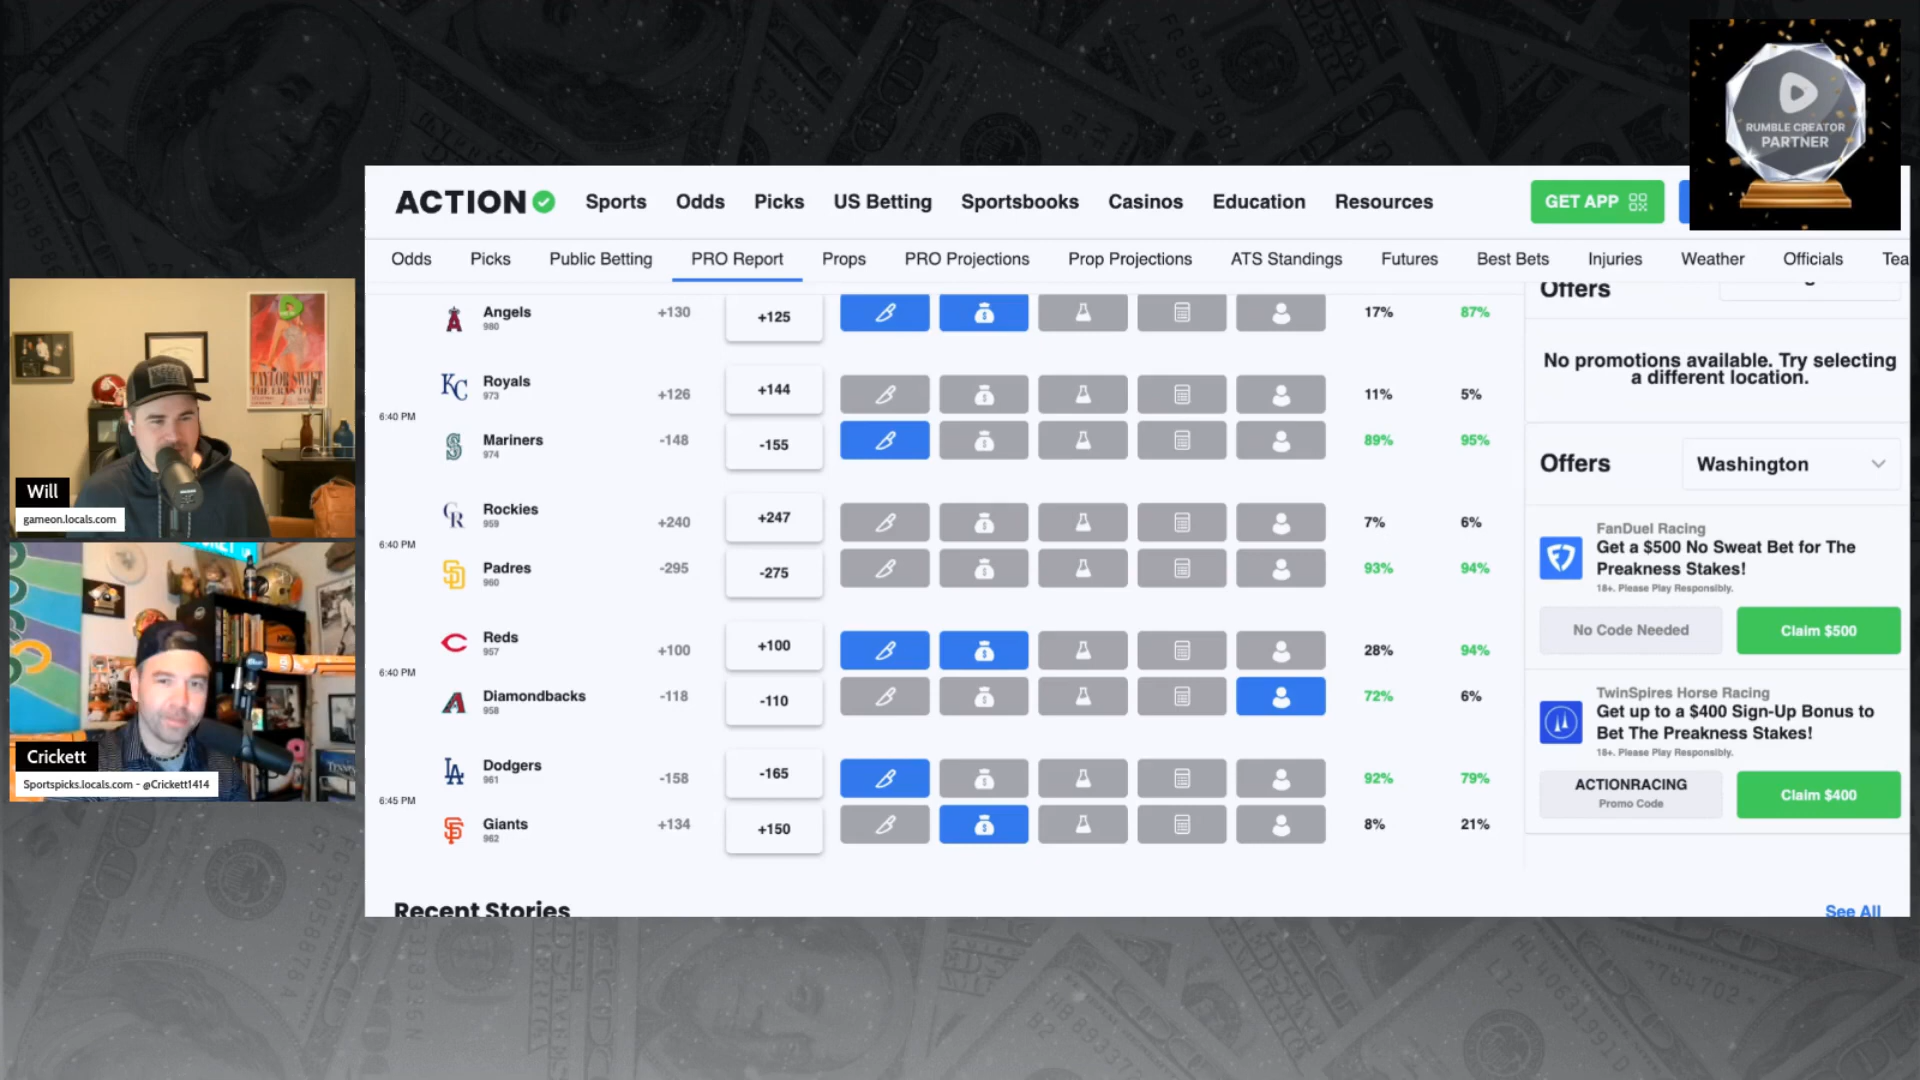 RUMBLE CREATOR
PARTNER
ACTION
Sports
Odds
Picks
US Betting
Sportsbooks
Casinos
Education
Resources
GET APP
Odds
Picks
Public Betting
PRO Report
Props
PRO Projections
Prop Projections
ATS Standings
Futures
Best Bets
Injuries
Weather
Officials
Tea
Angels
980
+130
+125
17%
87%
6:40 PM
Royals
973
+126
+144
11%
5%
Mariners
974
-148
-155
89%
95%
6:40 PM
Rockies
959
+240
+247
7%
6%
Padres
960
-295
-275
93%
94%
6:40 PM
Reds
957
+100
+100
28%
94%
Diamondbacks
958
-118
-110
72%
6%
6:45 PM
Dodgers
961
-158
-165
92%
79%
Giants
962
+134
+150
8%
21%
Recent Stories
See All
Offers
No promotions available. Try selecting
a different location.
Offers
Washington
FanDuel Racing
Get a $500 No Sweat Bet for The
Preakness Stakes!
18+. Please Play Responsibly.
No Code Needed
Claim $500
TwinSpires Horse Racing
Get up to a $400 Sign-Up Bonus to
Bet The Preakness Stakes!
18+. Please Play Responsibly.
ACTIONRACING
Promo Code
Claim $400
TAYLOR SWIFT
THE ERAS TOUR
Will
gameon.locals.com
Crickett
Sportspicks.locals.com - @Crickett1414